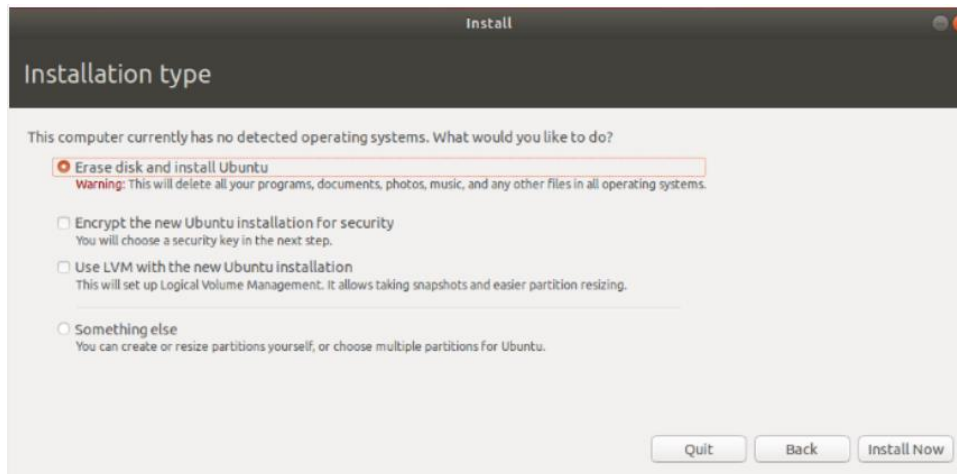 Install
Installation type
This computer currently has no detected operating systems. What would you like to do?
Erase disk and install Ubuntu
Warning: This will delete all your programs, documents, photos, music, and any other files in all operating systems.
Encrypt the new Ubuntu installation for security
You will choose a security key in the next step.
Use LVM with the new Ubuntu installation
This will set up Logical Volume Management. It allows taking snapshots and easier partition resizing.
Something else
You can create or resize partitions yourself, or choose multiple partitions for Ubuntu.
Quit Back Install Now